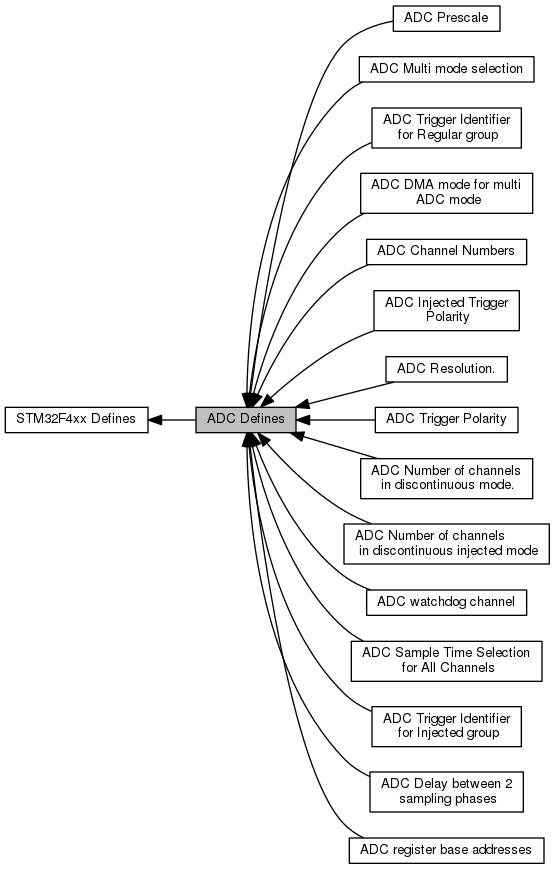 ADC Prescale
ADC Multi mode selection
ADC Trigger Identifier
for Regular group
ADC DMA mode for multi
ADC mode
ADC Channel Numbers
ADC Injected Trigger
Polarity
ADC Resolution.
STM32F4xx Defines
ADC Defines
ADC Trigger Polarity
ADC Number of channels
in discontinuous mode.
ADC Number of channels
in discontinuous injected mode
ADC watchdog channel
ADC Sample Time Selection
for All Channels
ADC Trigger Identifier
for Injected group
ADC Delay between 2
sampling phases
ADC register base addresses